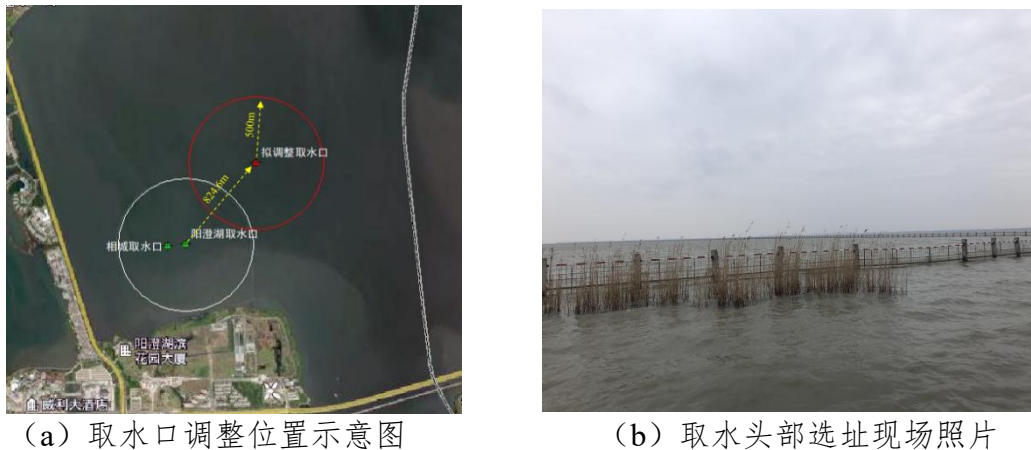 500m
拟调整取水口
824.6m
相城取水口
阳澄湖取水口
阳澄湖滨
花园大厦
威利大酒店
(a)取水口调整位置示意图
(b)取水头部选址现场照片